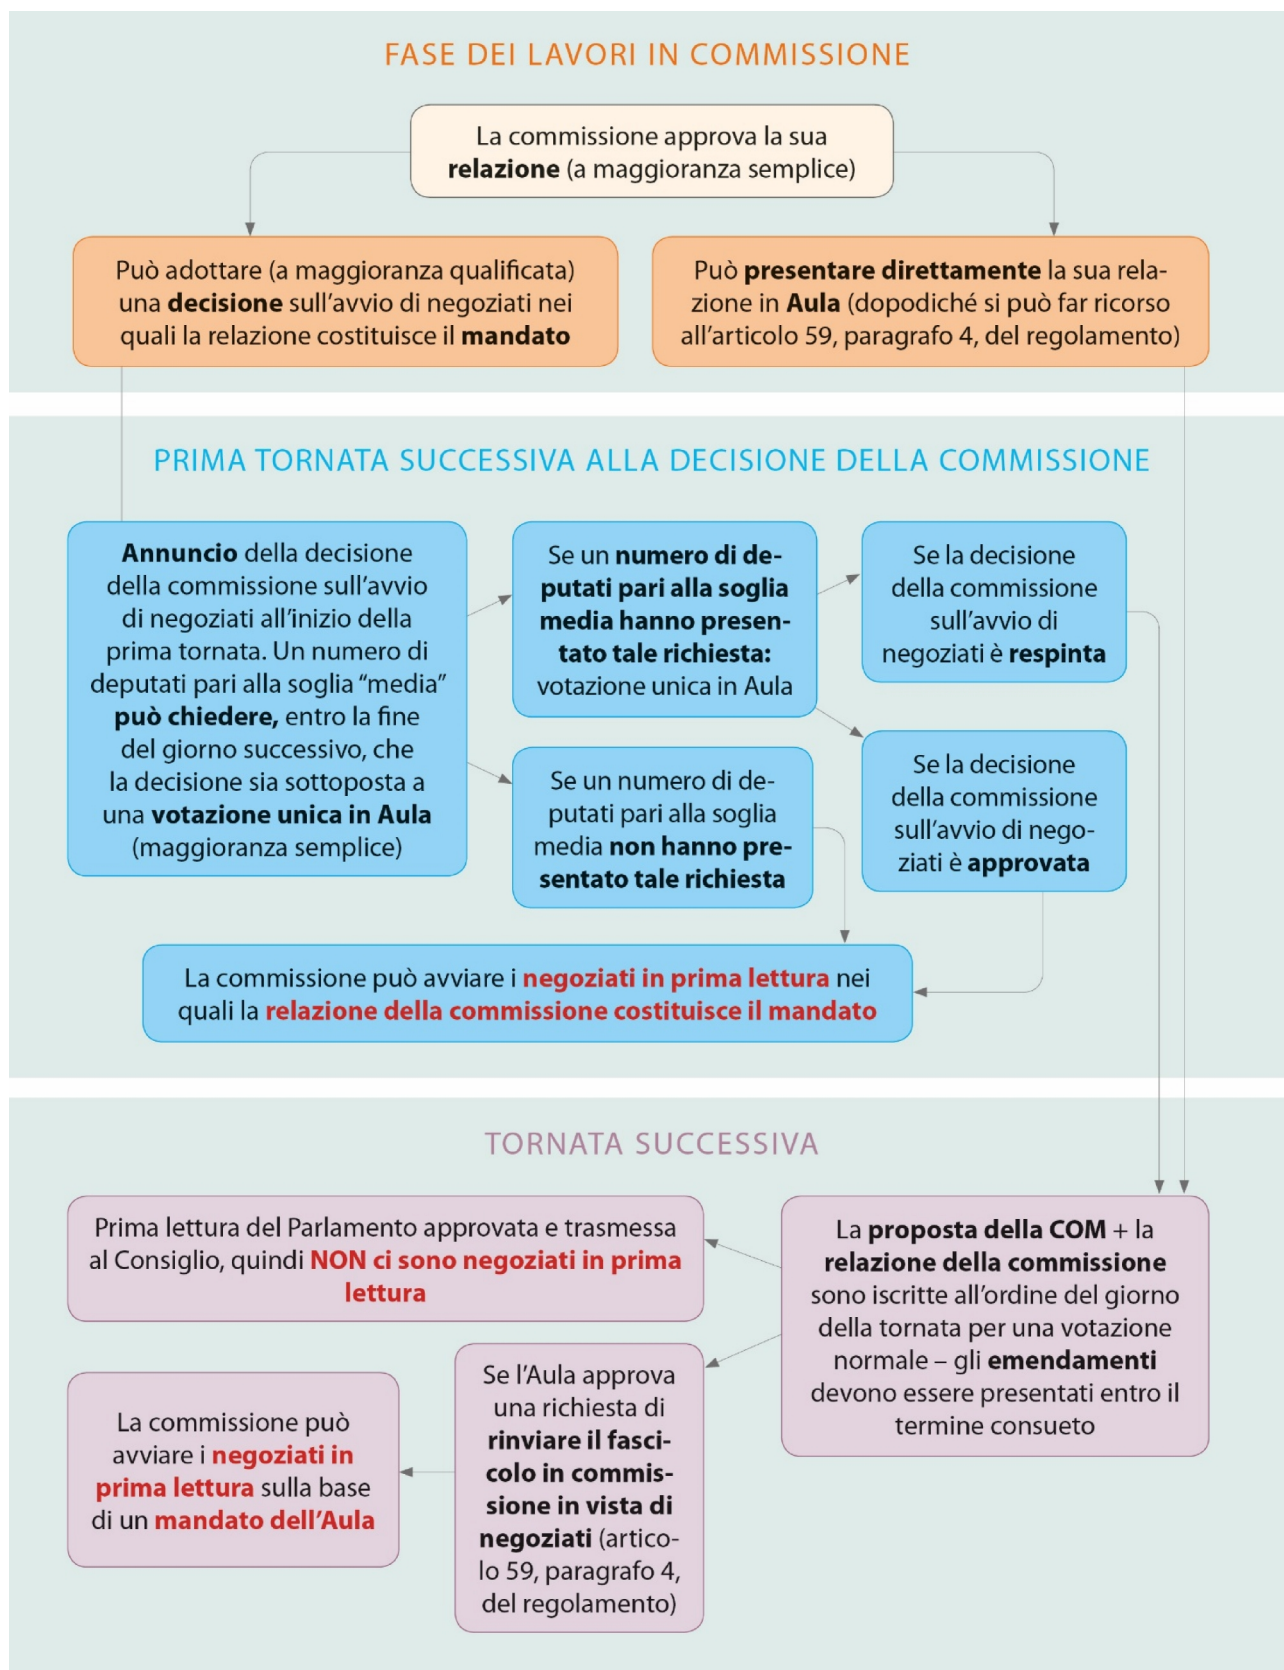 FASE DEI LAVORI IN COMMISSIONE
La commissione approva la sua
relazione (a maggioranza semplice)
Può adottare (a maggioranza qualificata)
una decisione sull’avvio di negoziati nei
quali la relazione costituisce il mandato
Può presentare direttamente la sua rela-
zione in Aula (dopodiché si può far ricorso
all’articolo 59, paragrafo 4, del regolamento)
PRIMA TORNATA SUCCESSIVA ALLA DECISIONE DELLA COMMISSIONE
Annuncio della decisione
della commissione sull’avvio
di negoziati all’inizio della
prima tornata. Un numero di
deputati pari alla soglia “media”
può chiedere, entro la fine
del giorno successivo, che
la decisione sia sottoposta a
una votazione unica in Aula
(maggioranza semplice)
Se un numero di de-
putati pari alla soglia
media hanno presen-
tato tale richiesta:
votazione unica in Aula
Se la decisione
della commissione
sull’avvio di
negoziati è respinta
Se un numero di de-
putati pari alla soglia
media non hanno pre-
sentato tale richiesta
Se la decisione
della commissione
sull’avvio di nego-
ziati è approvata
La commissione può avviare i negoziati in prima lettura nei
quali la relazione della commissione costituisce il mandato
TORNATA SUCCESSIVA
Prima lettura del Parlamento approvata e trasmessa
al Consiglio, quindi NON ci sono negoziati in prima
lettura
La proposta della COM + la
relazione della commissione
sono iscritte all’ordine del giorno
della tornata per una votazione
normale – gli emendamenti
devono essere presentati entro il
termine consueto
Se l’Aula approva
una richiesta di
rinviare il fasci-
colo in commis-
sione in vista di
negoziati (artico-
lo 59, paragrafo 4,
del regolamento)
La commissione può
avviare i negoziati in
prima lettura sulla base
di un mandato dell’Aula